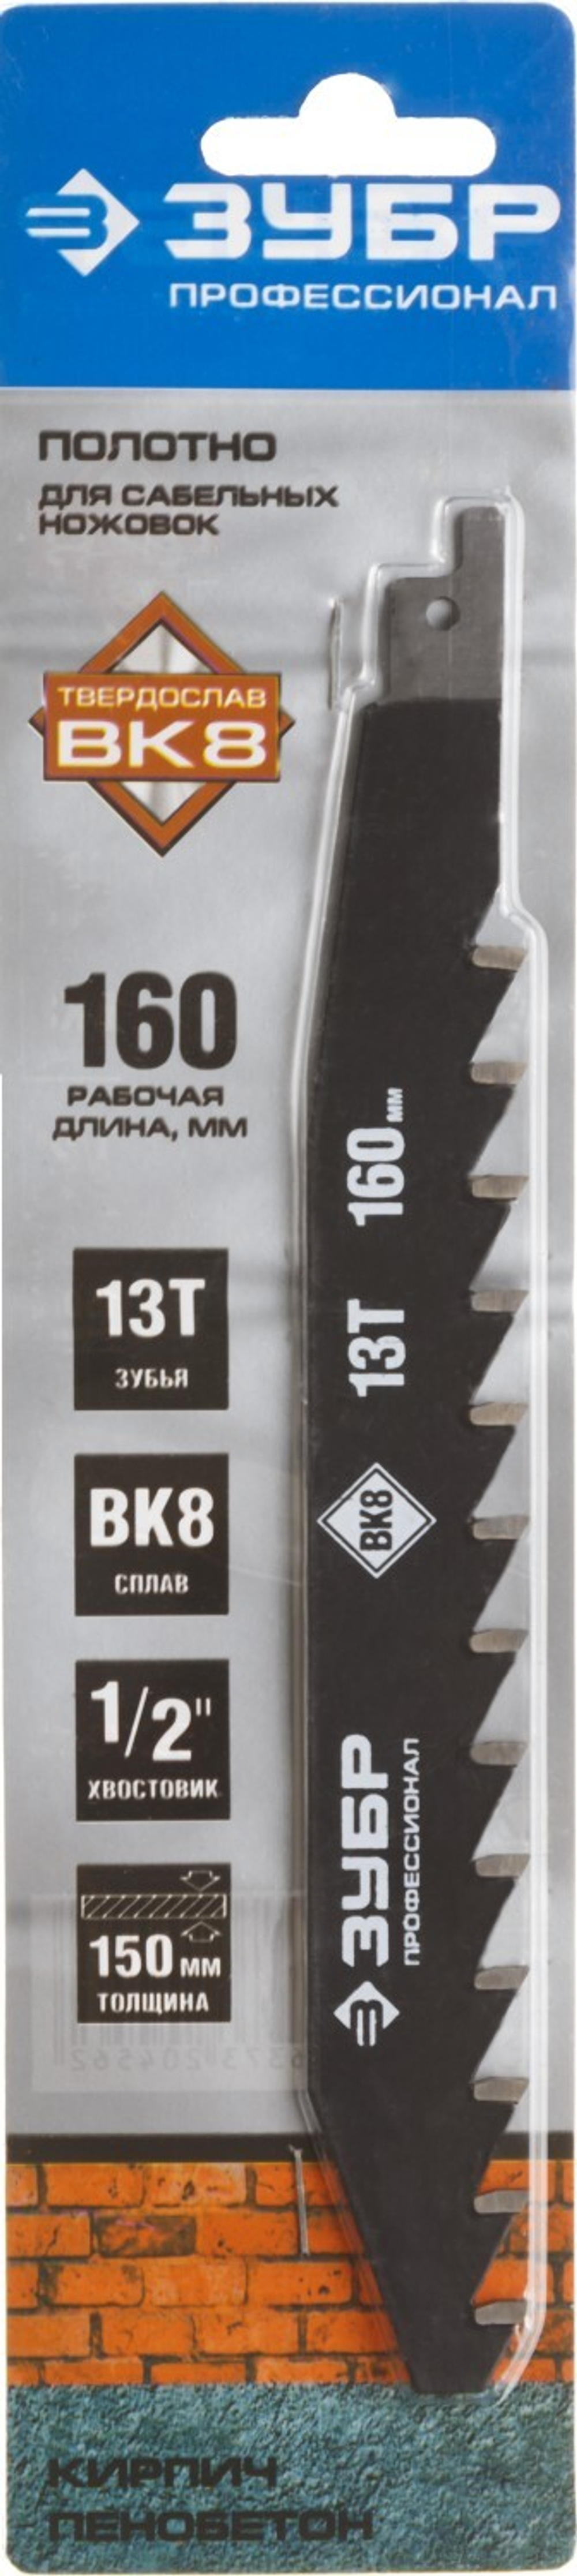 ЗУБР
ПРОФЕССИОНАЛ
ПОЛОТНО
ДЛЯ САБЕЛЬНЫХ
НОЖОВОК
ТВЕРДОСЛАВ
ВК8
160
РАБОЧАЯ
ДЛИНА, ММ
13T
ЗУБЬЯ
ВК8
СПЛАВ
1/2"
ХВОСТОВИК
150 мм
ТОЛЩИНА
160 мм
13T
ВК8
ЗУБР
ПРОФЕССИОНАЛ
КИРПИЧ
ПЕНОБЕТОН